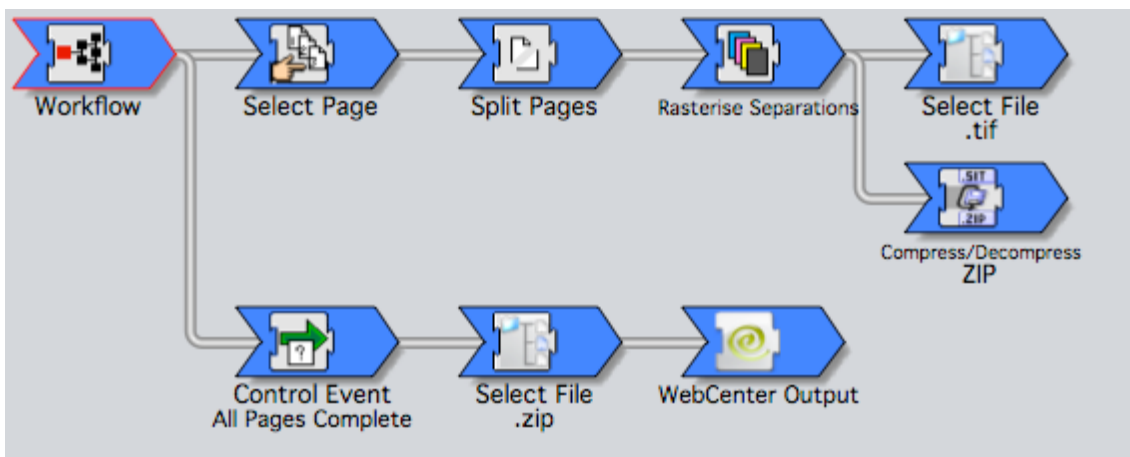 Workflow
Select Page
Split Pages
Rasterise Separations
Select File
.tif
.SIT
.ZIP
Compress/Decompress
ZIP
?
Control Event
All Pages Complete
Select File
.zip
WebCenter Output